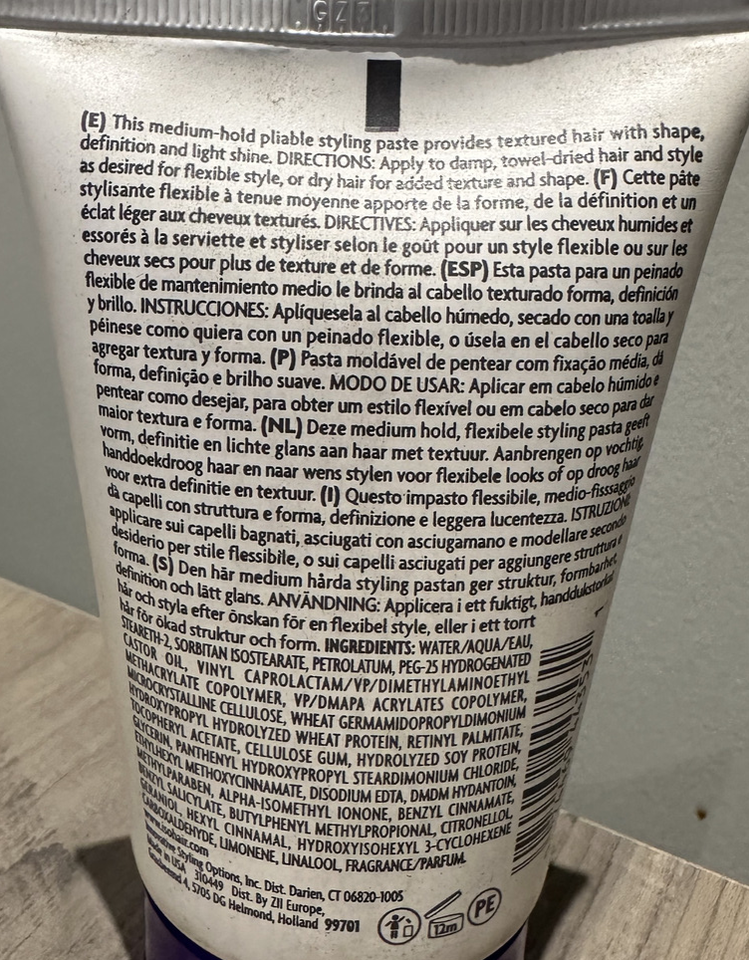 GZ3
(E) This medium-hold pliable styling paste provides textured hair with shape,
definition and light shine. DIRECTIONS: Apply to damp, towel-dried hair and style
as desired for flexible style, or dry hair for added texture and shape. (F) Cette pâte
stylisante flexible à tenue moyenne apporte de la forme, de la définition et un
éclat léger aux cheveux texturés. DIRECTIVES: Appliquer sur les cheveux humides et
essorés à la serviette et styliser selon le goût pour un style flexible ou sur les
cheveux secs pour plus de texture et de forme. (ESP) Esta pasta para un peinado
flexible de mantenimiento medio le brinda al cabello texturado forma, definición
y brillo. INSTRUCCIONES: Aplíquesela al cabello húmedo, secado con una toalla y
péinese como quiera con un peinado flexible, o úsela en el cabello seco para
agregar textura y forma. (P) Pasta moldável de pentear com fixação média, dá
forma, definição e brilho suave. MODO DE USAR: Aplicar em cabelo húmido e
pentear como desejar, para obter um estilo flexível ou em cabelo seco para dar
maior textura e forma. (NL) Deze medium hold, flexibele styling pasta geeft
vorm, definitie en lichte glans aan haar met textuur. Aanbrengen op vochtig,
handdoekdroog haar en naar wens stylen voor flexibele looks of op droog haar
voor extra definitie en textuur. (I) Questo impasto flessibile, medio-fisssaggio
dà capelli con struttura e forma, definizione e leggera lucentezza. ISTRUZIONI:
applicare sui capelli bagnati, asciugati con asciugamano e modellare secondo
desiderio per stile flessibile, o sui capelli asciugati per aggiungere struttura e
forma. (S) Den här medium hårda styling pastan ger struktur, formbarhet,
definition och lätt glans. ANVÄNDNING: Applicera i ett fuktigt, handdukstorkat
hår och styla efter önskan för en flexibel style, eller i ett torrt
hår för ökad struktur och form. INGREDIENTS: WATER/AQUA/EAU,
STEARETH-2, SORBITAN ISOSTEARATE, PETROLATUM, PEG-25 HYDROGENATED
CASTOR OIL, VINYL CAPROLACTAM/VP/DIMETHYLAMINOETHYL
METHACRYLATE COPOLYMER, VP/DMAPA ACRYLATES COPOLYMER,
MICROCRYSTALLINE CELLULOSE, WHEAT GERMAMIDOPROPYLDIMONIUM
HYDROXYPROPYL HYDROLYZED WHEAT PROTEIN, RETINYL PALMITATE,
TOCOPHERYL ACETATE, CELLULOSE GUM, HYDROLYZED SOY PROTEIN,
GLYCERIN, PANTHENYL HYDROXYPROPYL STEARDIMONIUM CHLORIDE,
ETHYLHEXYL METHOXYCINNAMATE, DISODIUM EDTA, DMDM HYDANTOIN,
METHYLPARABEN, ALPHA-ISOMETHYL IONONE, BENZYL CINNAMATE,
BENZYL SALICYLATE, BUTYLPHENYL METHYLPROPIONAL, CITRONELLOL,
GERANIOL, HEXYL CINNAMAL, HYDROXYISOHEXYL 3-CYCLOHEXENE
CARBOXALDEHYDE, LIMONENE, LINALOOL, FRAGRANCE/PARFUM.
www.isohair.com
Innovative Styling Options, Inc. Dist. Darien, CT 06820-1005
Made in USA 310449 Dist. By ZII Europe,
4, 5705 DG Helmond, Holland 99701
12m
PE